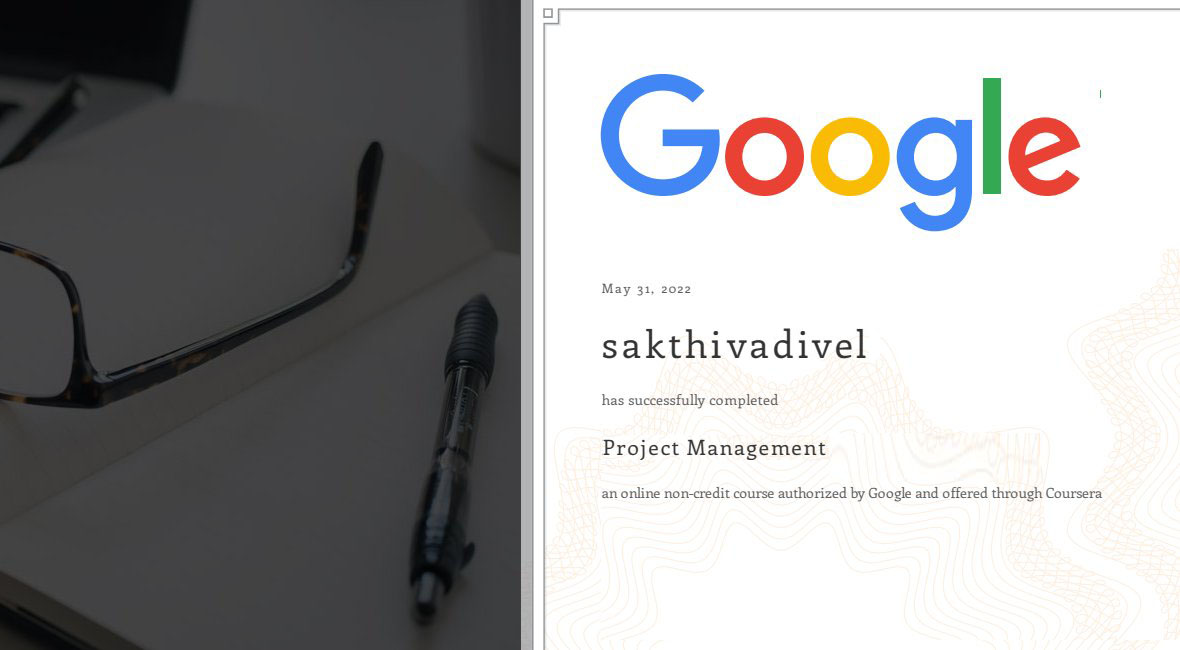 Google
May 31, 2022
sakthivadivel
has successfully completed
Project Management
an online non-credit course authorized by Google and offered through Coursera